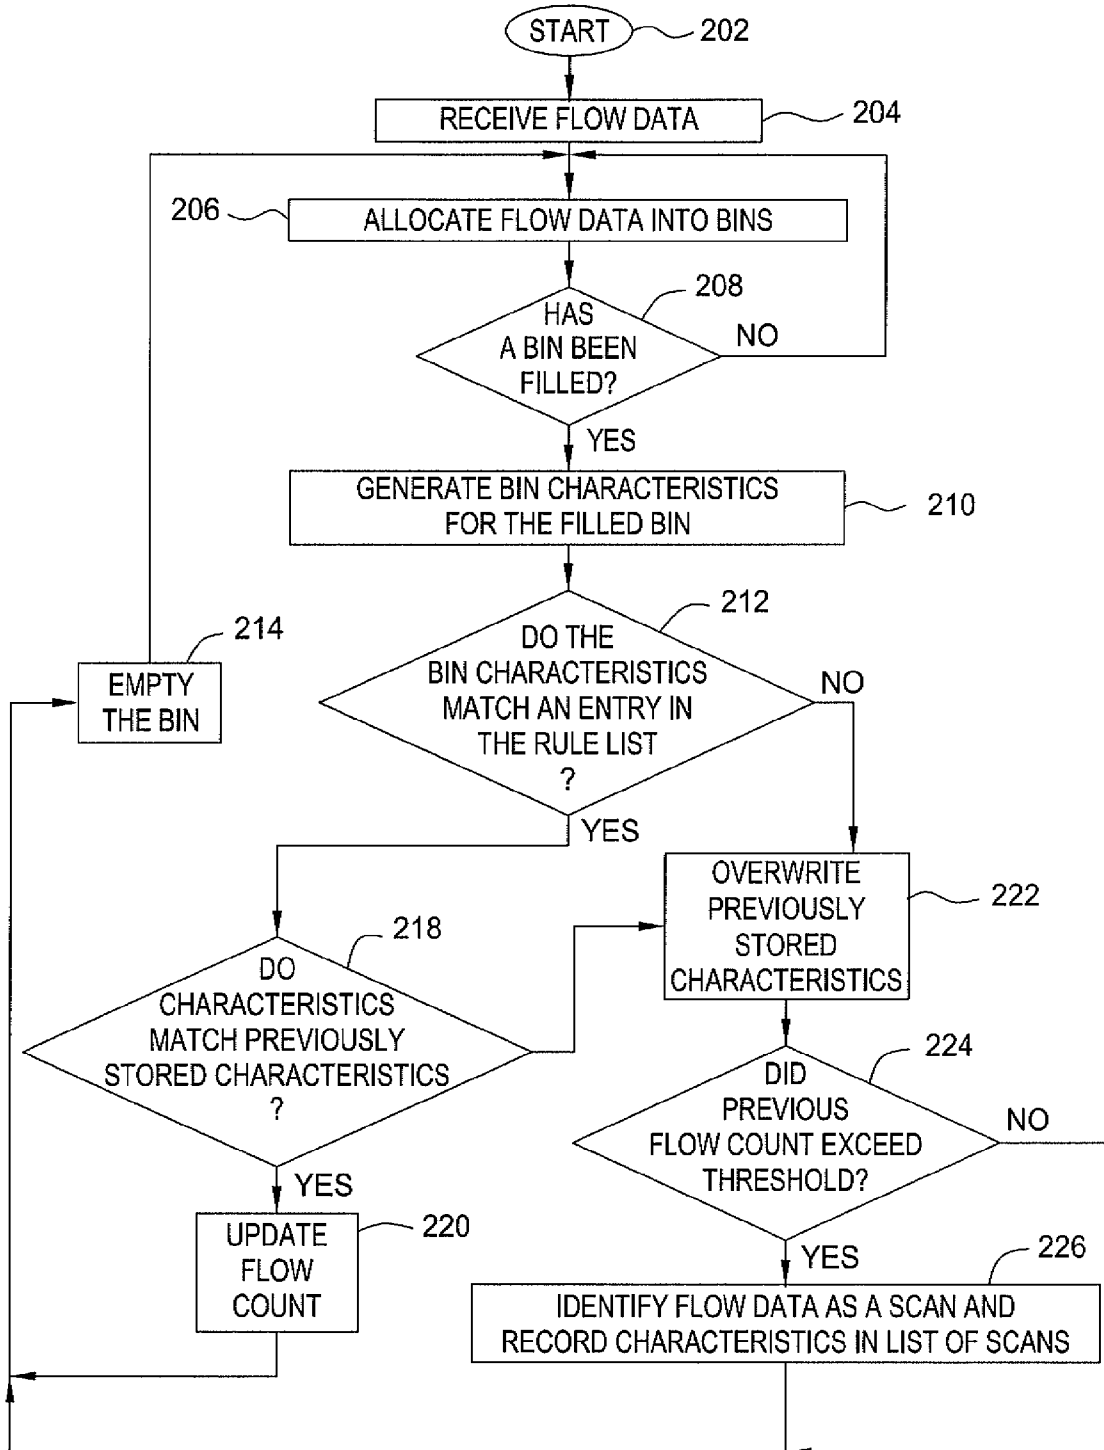 START
202
RECEIVE FLOW DATA
204
206
ALLOCATE FLOW DATA INTO BINS
208
HAS
A BIN BEEN
FILLED?
NO
YES
GENERATE BIN CHARACTERISTICS
FOR THE FILLED BIN
210
212
DO THE
BIN CHARACTERISTICS
MATCH AN ENTRY IN
THE RULE LIST
?
NO
YES
214
EMPTY
THE BIN
OVERWRITE
PREVIOUSLY
STORED
CHARACTERISTICS
222
218
DO
CHARACTERISTICS
MATCH PREVIOUSLY
STORED CHARACTERISTICS
?
YES
224
DID
PREVIOUS
FLOW COUNT EXCEED
THRESHOLD?
NO
YES
UPDATE
FLOW
COUNT
220
226
IDENTIFY FLOW DATA AS A SCAN AND
RECORD CHARACTERISTICS IN LIST OF SCANS